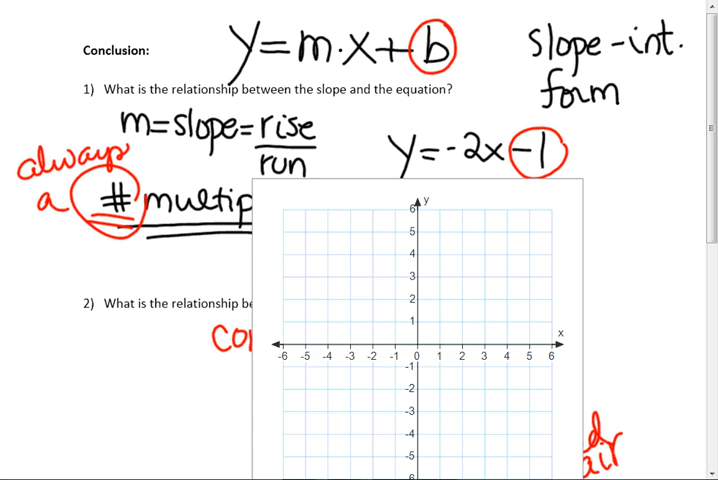 Conclusion:
y=m·x+b
slope-int.
form
1) What is the relationship between the slope and the equation?
m=slope=rise
run
y=-2x-1
always
a # multip
2) What is the relationship be
y
6
5
4
3
2
1
x
-6 -5 -4 -3 -2 -1 0 1 2 3 4 5 6
-1
-2
-3
-4
-5